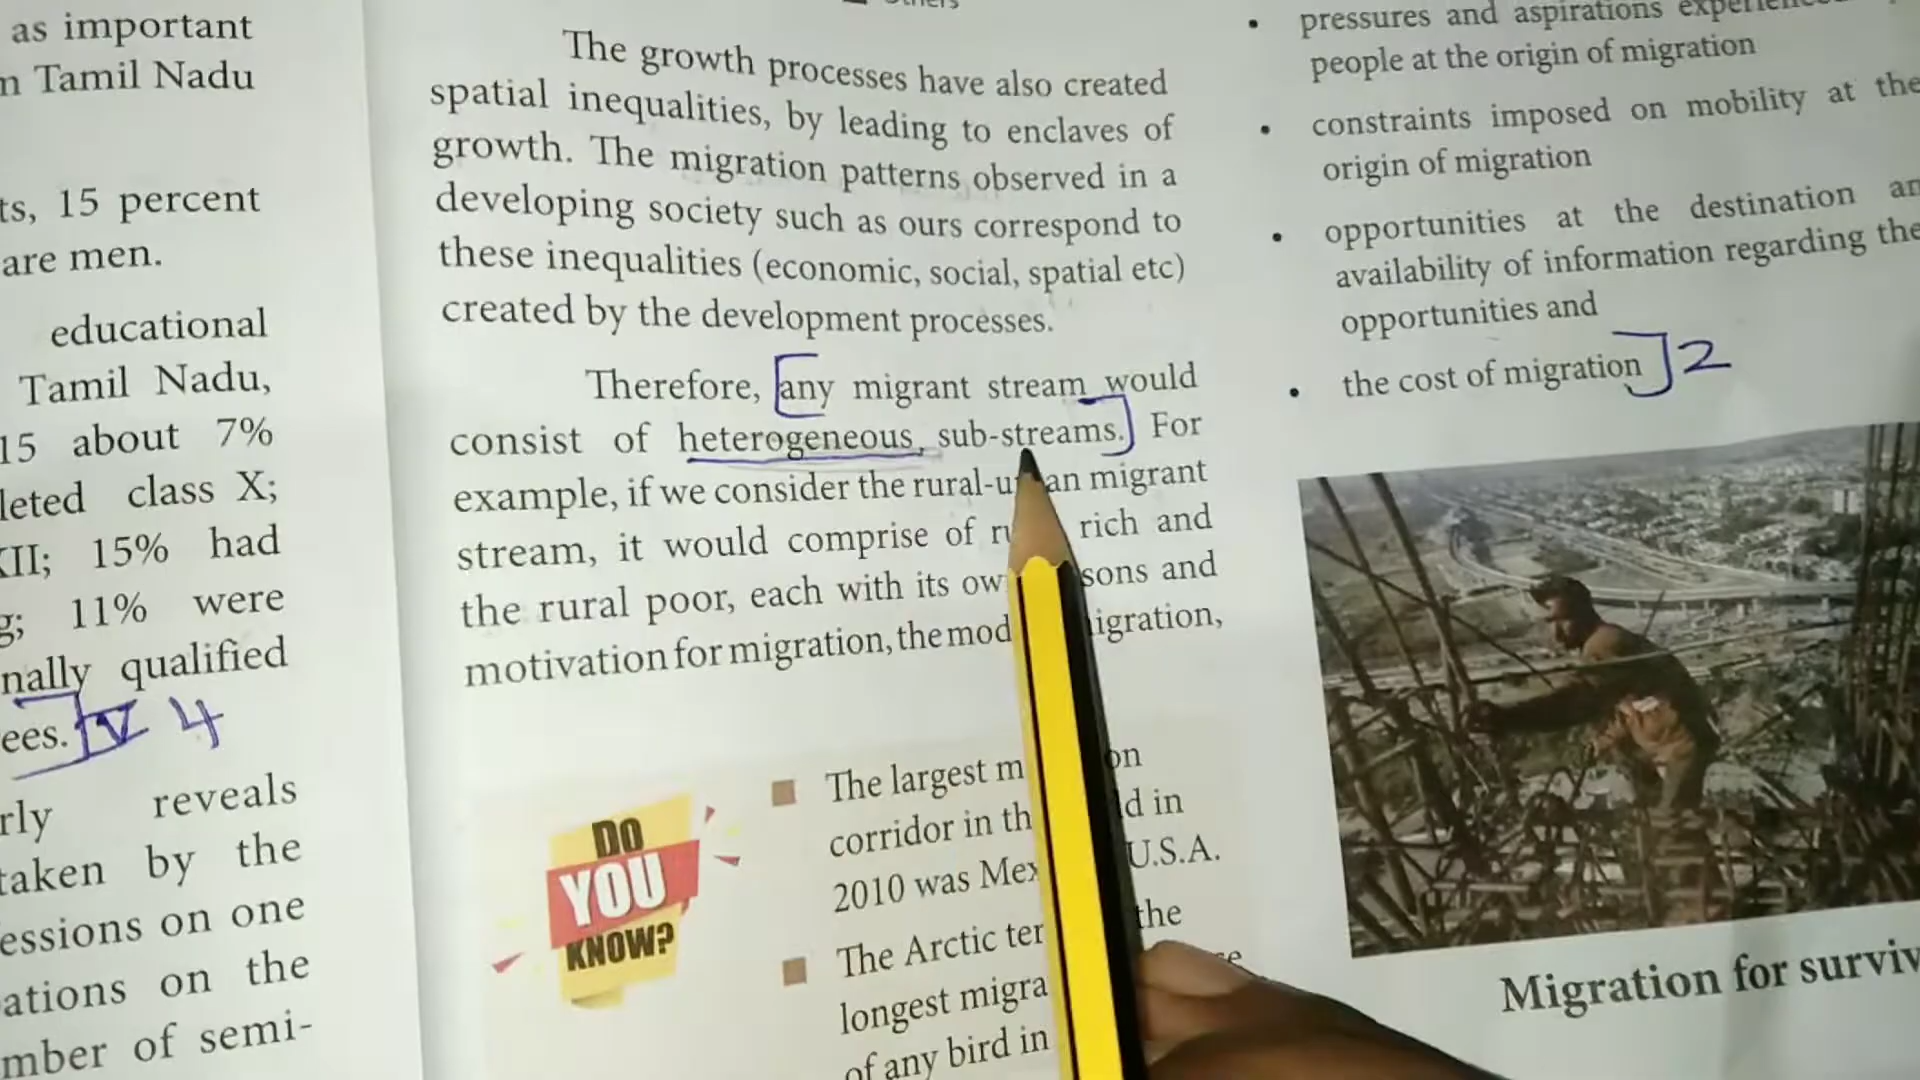 as important
n Tamil Nadu
ts, 15 percent
are men.
educational
Tamil Nadu,
15 about 7%
leted class X;
XII; 15% had
g; 11% were
nally qualified
ees. IV 4
rly reveals
taken by the
essions on one
ations on the
mber of semi-
Others
The growth processes have also created
spatial inequalities, by leading to enclaves of
growth. The migration patterns observed in a
developing society such as ours correspond to
these inequalities (economic, social, spatial etc)
created by the development processes.
Therefore, any migrant stream would
consist of heterogeneous sub-streams. For
example, if we consider the rural-u an migrant
stream, it would comprise of ru rich and
the rural poor, each with its ow sons and
motivation for migration, the mod igration,
DO
YOU
KNOW?
The largest m on
corridor in th ld in
2010 was Mex U.S.A.
The Arctic ter the
longest migra
of any bird in
pressures and aspirations
people at the origin of migration
• constraints imposed on mobility at the
origin of migration
• opportunities at the destination an
availability of information regarding the
opportunities and
• the cost of migration 2
Migration for surviv